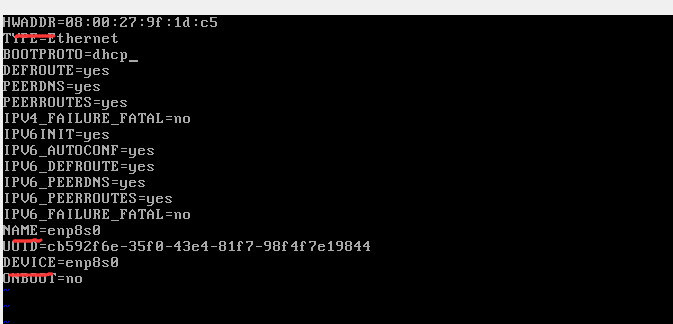 HWADDR=08:00:27:9f:1d:c5
TYPE=Ethernet
BOOTPROTO=dhcp_
DEFROUTE=yes
PEERDNS=yes
PEERROUTES=yes
IPV4_FAILURE_FATAL=no
IPV6INIT=yes
IPV6_AUTOCONF=yes
IPV6_DEFROUTE=yes
IPV6_PEERDNS=yes
IPV6_PEERROUTES=yes
IPV6_FAILURE_FATAL=no
NAME=enp8s0
UUID=cb592f6e-35f0-43e4-81f7-98f4f7e19844
DEVICE=enp8s0
ONBOOT=no
~
~
~